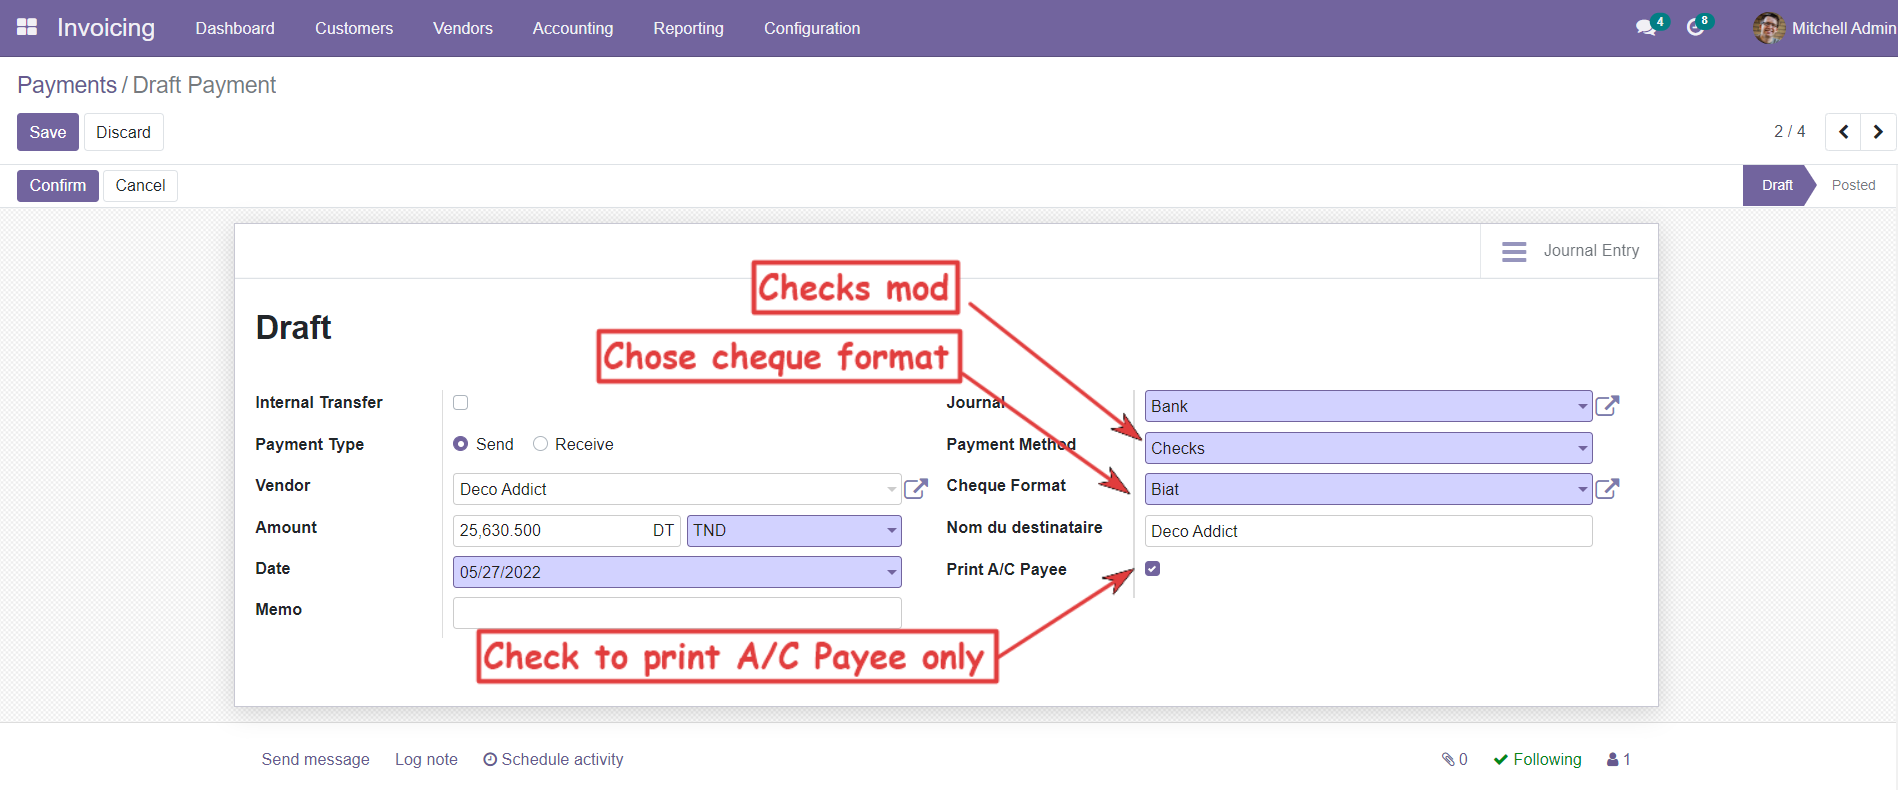 Invoicing Dashboard Customers Vendors Accounting Reporting Configuration 4 8 Mitchell Admin
Payments / Draft Payment
Save Discard 2 / 4
Confirm Cancel Draft Posted
Journal Entry
Checks mod
Draft
Chose cheque format
Internal Transfer
Payment Type Send Receive
Vendor Deco Addict
Amount 25,630.500 DT TND
Date 05/27/2022
Memo
Journal Bank
Payment Method Checks
Cheque Format Biat
Nom du destinataire Deco Addict
Print A/C Payee
Check to print A/C Payee only
Send message Log note Schedule activity 0 Following 1